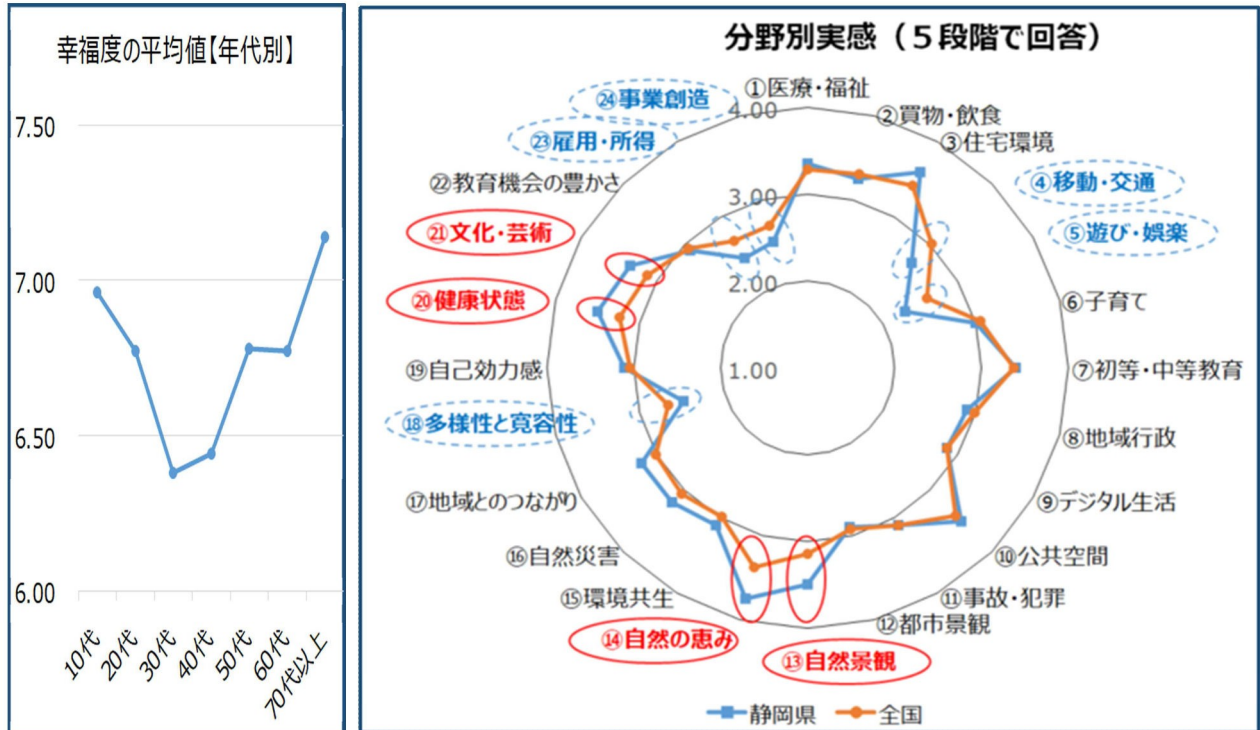 幸福度の平均値【年代別】
7.50
7.00
6.50
6.00
10代
20代
30代
40代
50代
60代
70代以上
分野別実感（５段階で回答）
①医療・福祉
②買物・飲食
③住宅環境
④移動・交通
⑤遊び・娯楽
⑥子育て
⑦初等・中等教育
⑧地域行政
⑨デジタル生活
⑩公共空間
⑪事故・犯罪
⑫都市景観
⑬自然景観
⑭自然の恵み
⑮環境共生
⑯自然災害
⑰地域とのつながり
⑱多様性と寛容性
⑲自己効力感
⑳健康状態
㉑文化・芸術
㉒教育機会の豊かさ
㉓雇用・所得
㉔事業創造
4.00
3.00
2.00
1.00
静岡県
全国